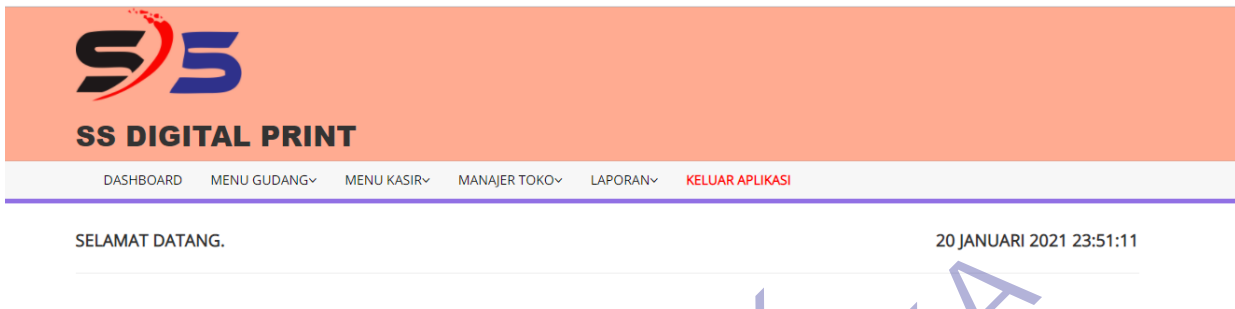 SS
SS DIGITAL PRINT
DASHBOARD MENU GUDANG MENU KASIR MANAJER TOKO LAPORAN KELUAR APLIKASI
SELAMAT DATANG. 20 JANUARI 2021 23:51:11